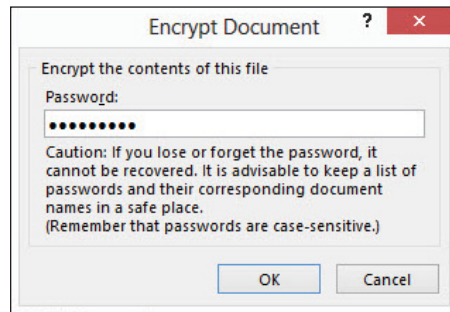 Encrypt Document ? ×
Encrypt the contents of this file
Password:
•••••••••
Caution: If you lose or forget the password, it
cannot be recovered. It is advisable to keep a list of
passwords and their corresponding document
names in a safe place.
(Remember that passwords are case-sensitive.)
OK Cancel